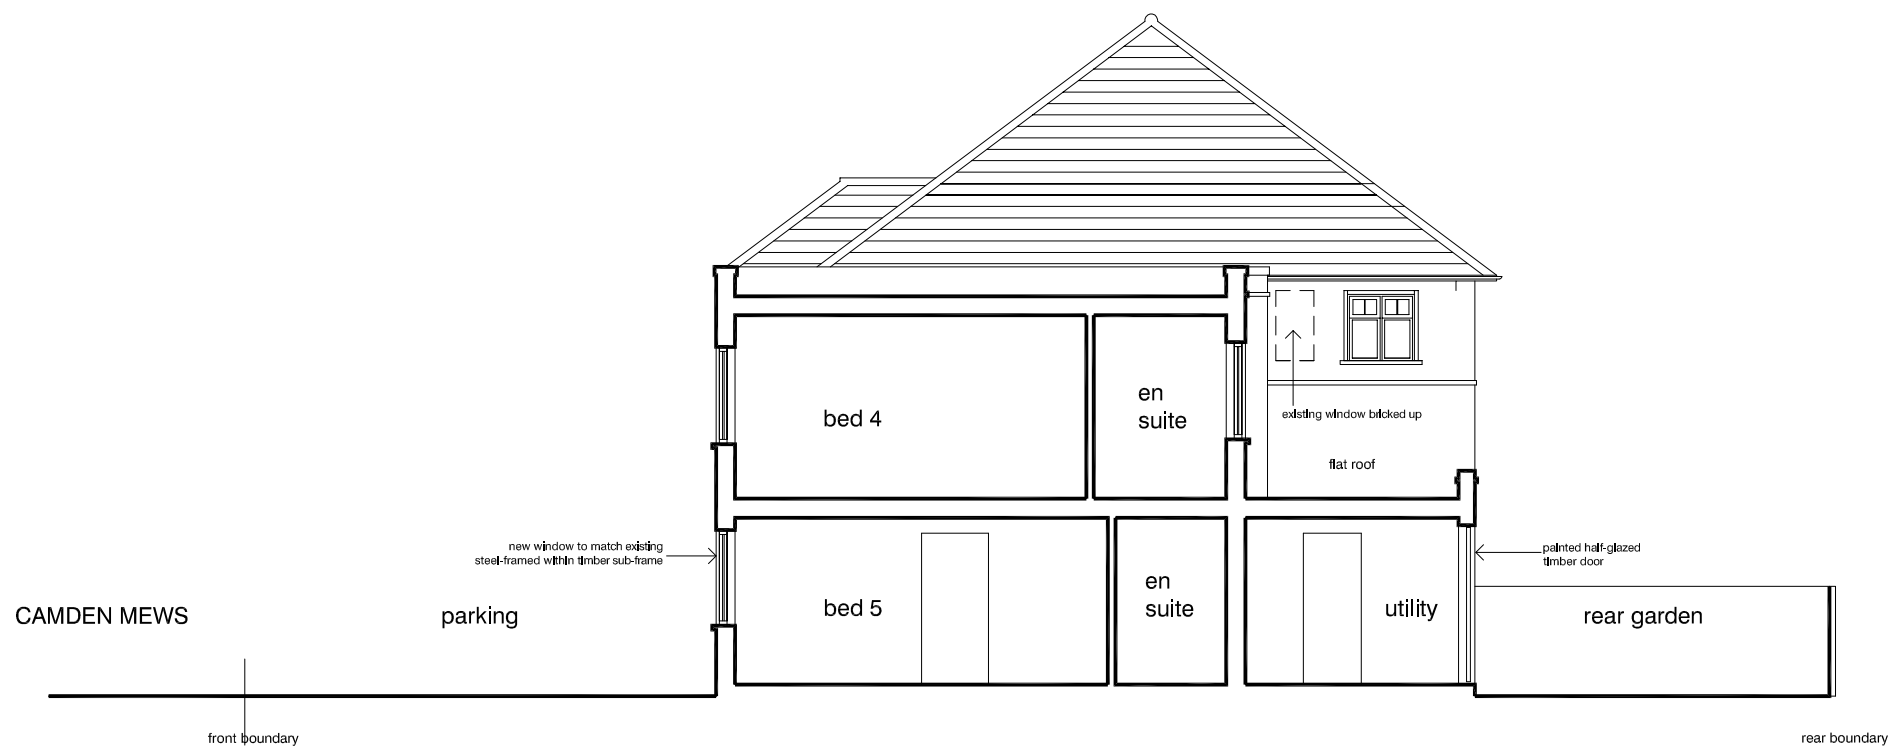 bed 4
en
suite
existing window bricked up
flat roof
new window to match existing
steel-framed within timber sub-frame
painted half-glazed
timber door
CAMDEN MEWS
parking
bed 5
en
suite
utility
rear garden
front boundary
rear boundary